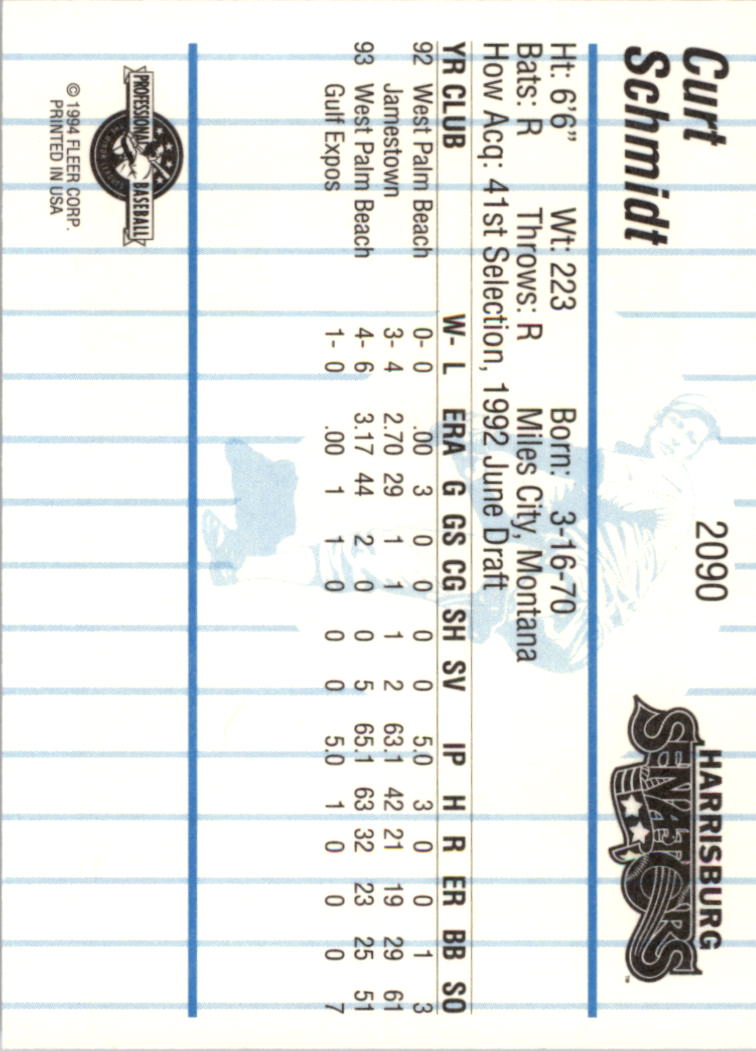 Curt
Schmidt
2090
HARRISBURG
SENATORS
™
Ht: 6'6" Wt: 223 Born: 3-16-70
Bats: R Throws: R Miles City, Montana
How Acq: 41st Selection, 1992 June Draft
YR CLUB W- L ERA G GS CG SH SV IP H R ER BB SO
92 West Palm Beach 0- 0 .00 3 0 0 0 0 5.0 3 0 0 1 3
Jamestown 3- 4 2.70 29 1 1 1 2 63.1 42 21 19 29 61
93 West Palm Beach 4- 6 3.17 44 2 0 0 5 65.1 63 32 23 25 51
Gulf Expos 1- 0 .00 1 1 0 0 0 5.0 1 0 0 0 7
PROFESSIONAL BASEBALL
THE MINOR LEAGUES
© 1994 FLEER CORP.
PRINTED IN USA